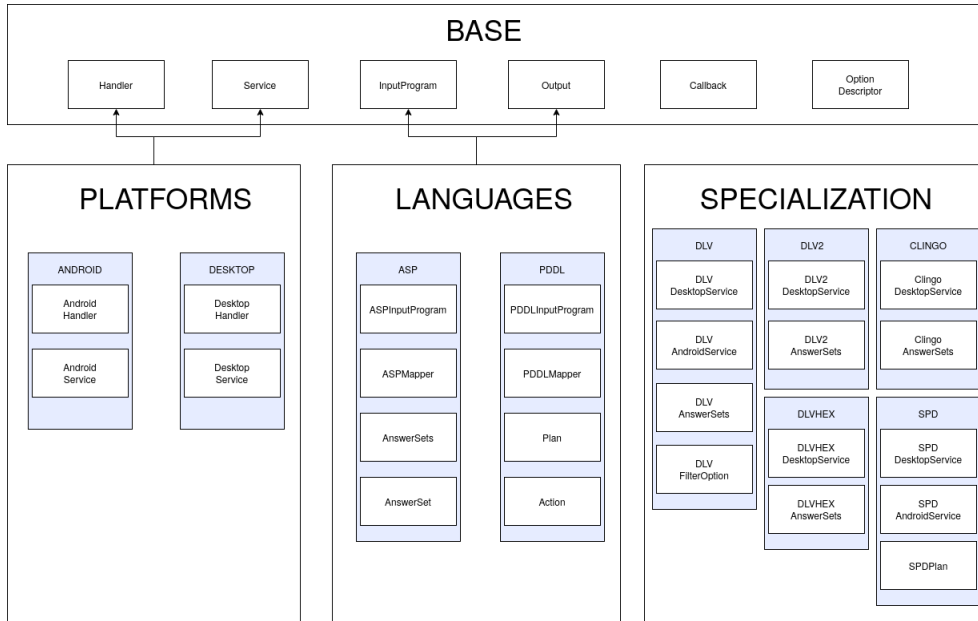 BASE
Handler
Service
InputProgram
Output
Callback
Option
Descriptor
PLATFORMS
ANDROID
Android
Handler
Android
Service
DESKTOP
Desktop
Handler
Desktop
Service
LANGUAGES
ASP
ASPInputProgram
ASPMapper
AnswerSets
AnswerSet
PDDL
PDDLInputProgram
PDDLMapper
Plan
Action
SPECIALIZATION
DLV
DLV
DesktopService
DLV
AndroidService
DLV
AnswerSets
DLV
FilterOption
DLV2
DLV2
DesktopService
DLV2
AnswerSets
CLINGO
Clingo
DesktopService
Clingo
AnswerSets
DLVHEX
DLVHEX
DesktopService
DLVHEX
AnswerSets
SPD
SPD
DesktopService
SPD
AndroidService
SPDPlan